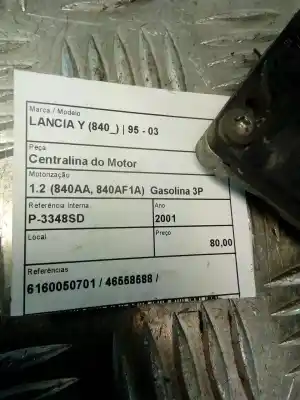 Marca / Modelo
LANCIA Y (840_) | 95 - 03
Peça
Centralina do Motor
Motorização
1.2 (840AA, 840AF1A) Gasolina 3P
Referência Interna
Ano
P-3348SD
2001
Local
Preço
80,00
Referências
6160050701 / 46558688 /